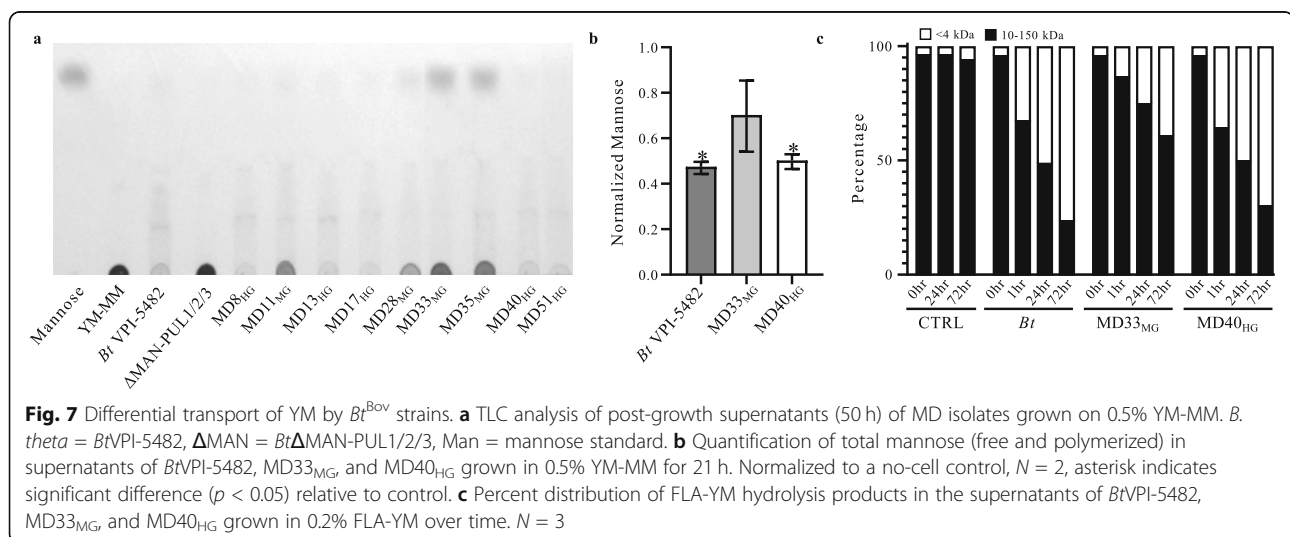 a
b
c
<4 kDa 10-150 kDa
Normalized Mannose
1.0
0.8
0.6
0.4
0.2
0.0
*
*
Percentage
100
50
0
Mannose
YM-MM
Bt VPI-5482
ΔMAN-PUL1/2/3
MD8HG
MD11MG
MD13HG
MD17HG
MD28MG
MD33MG
MD35MG
MD40HG
MD51HG
Bt VPI-5482
MD33MG
MD40HG
0hr 24hr 72hr 0hr 1hr 24hr 72hr 0hr 1hr 24hr 72hr 0hr 1hr 24hr 72hr
CTRL Bt MD33MG MD40HG
Fig. 7 Differential transport of YM by BtBov strains. a TLC analysis of post-growth supernatants (50 h) of MD isolates grown on 0.5% YM-MM. B.
theta = BtVPI-5482, ΔMAN = BtΔMAN-PUL1/2/3, Man = mannose standard. b Quantification of total mannose (free and polymerized) in
supernatants of BtVPI-5482, MD33MG, and MD40HG grown in 0.5% YM-MM for 21 h. Normalized to a no-cell control, N = 2, asterisk indicates
significant difference (p < 0.05) relative to control. c Percent distribution of FLA-YM hydrolysis products in the supernatants of BtVPI-5482,
MD33MG, and MD40HG grown in 0.2% FLA-YM over time. N = 3